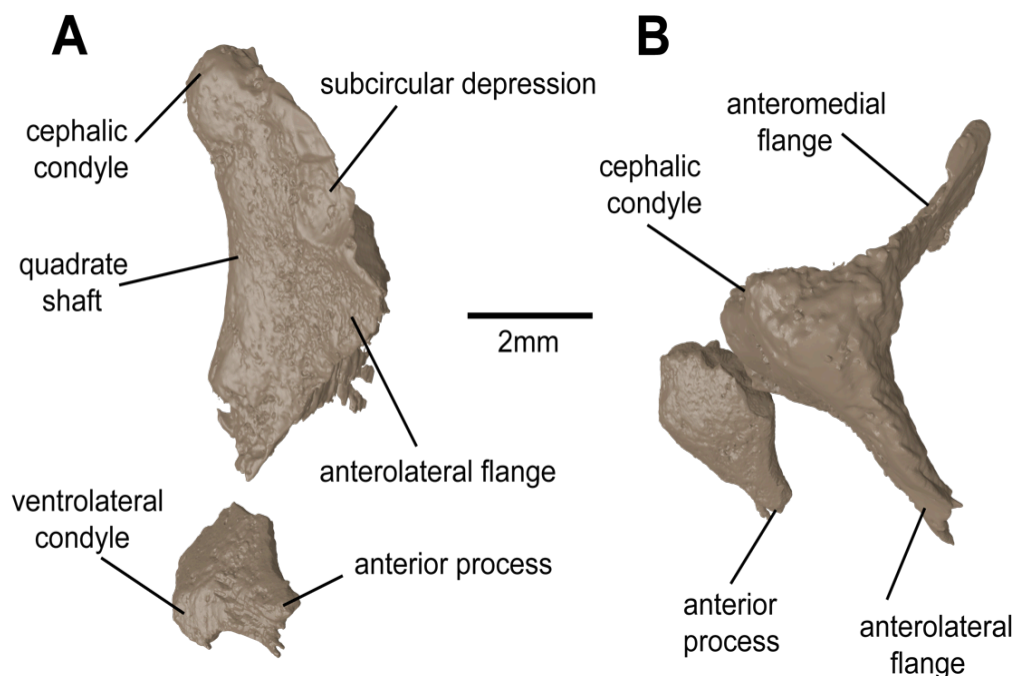 A
subcircular depression
cephalic
condyle
quadrate
shaft
2mm
anterolateral flange
ventrolateral
condyle
anterior process
B
anteromedial
flange
cephalic
condyle
anterior
process
anterolateral
flange